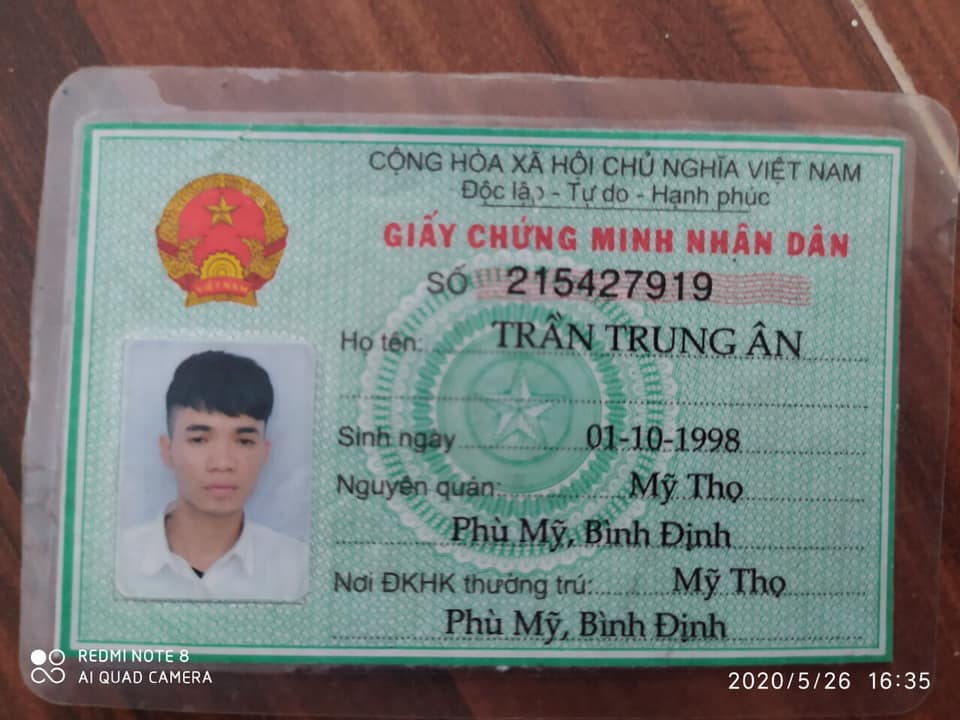 CỘNG HÒA XÃ HỘI CHỦ NGHĨA VIỆT NAM
Độc lập - Tự do - Hạnh phúc
GIẤY CHỨNG MINH NHÂN DÂN
SỐ 215427919
Họ tên: TRẦN TRUNG ÂN
Sinh ngày 01-10-1998
Nguyên quán: Mỹ Thọ
Phù Mỹ, Bình Định
Nơi ĐKHK thường trú: Mỹ Thọ
Phù Mỹ, Bình Định
VIỆT NAM
REDMI NOTE 8
AI QUAD CAMERA
2020/5/26 16:35